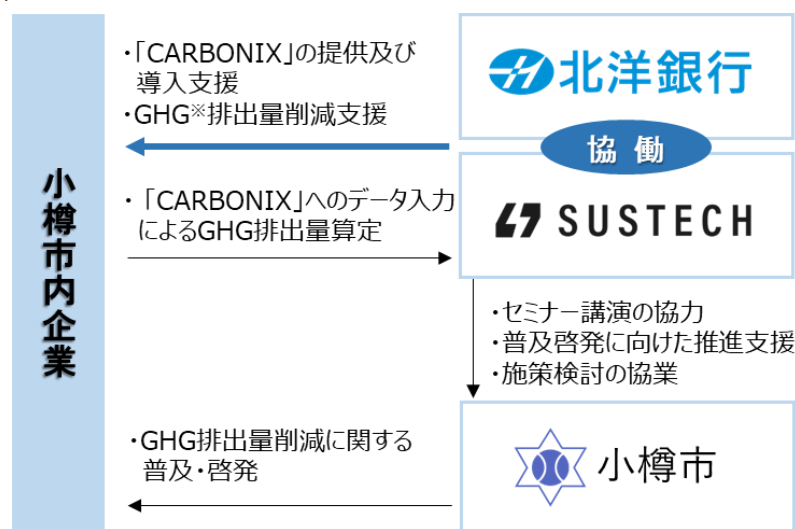 小樽市内企業
・「CARBONIX」の提供及び
導入支援
・GHG※排出量削減支援
北洋銀行
協働
・「CARBONIX」へのデータ入力
によるGHG排出量算定
SUSTECH
・セミナー講演の協力
・普及啓発に向けた推進支援
・施策検討の協業
・GHG排出量削減に関する
普及・啓発
小樽市